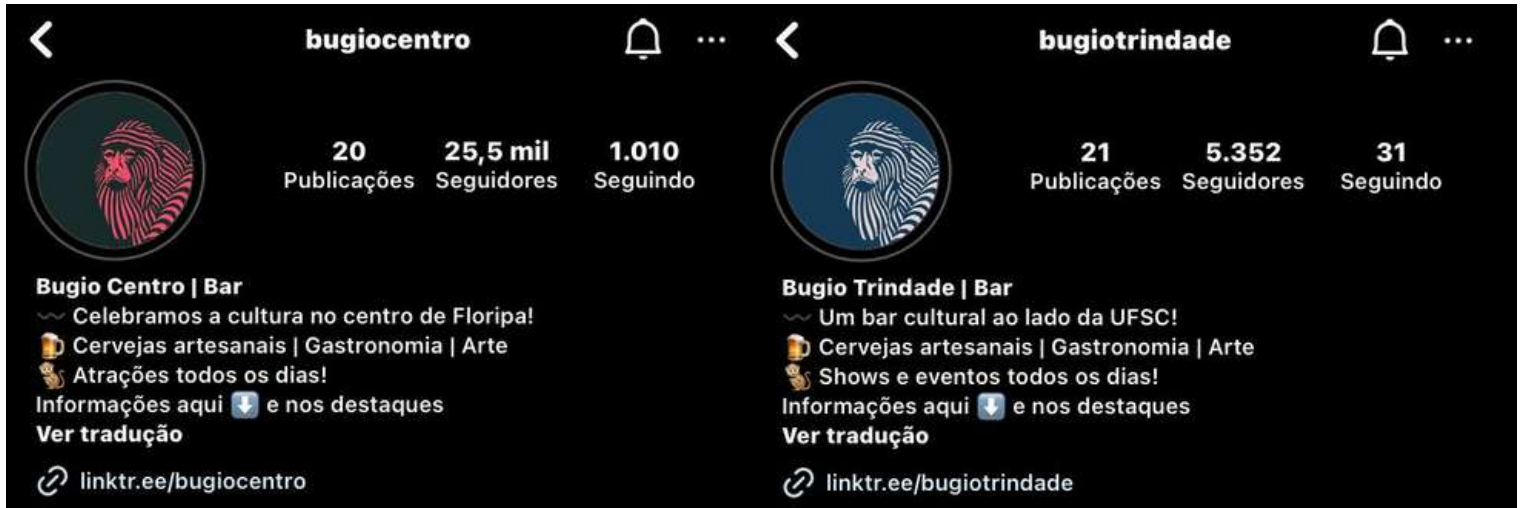 bugiocentro
20 25,5 mil 1.010
Publicações Seguidores Seguindo
Bugio Centro | Bar
〰️ Celebramos a cultura no centro de Floripa!
🍺 Cervejas artesanais | Gastronomia | Arte
🐒 Atrações todos os dias!
Informações aqui ⬇️ e nos destaques
Ver tradução
linktr.ee/bugiocentro
bugiotrindade
21 5.352 31
Publicações Seguidores Seguindo
Bugio Trindade | Bar
〰️ Um bar cultural ao lado da UFSC!
🍺 Cervejas artesanais | Gastronomia | Arte
🐒 Shows e eventos todos os dias!
Informações aqui ⬇️ e nos destaques
Ver tradução
linktr.ee/bugiotrindade